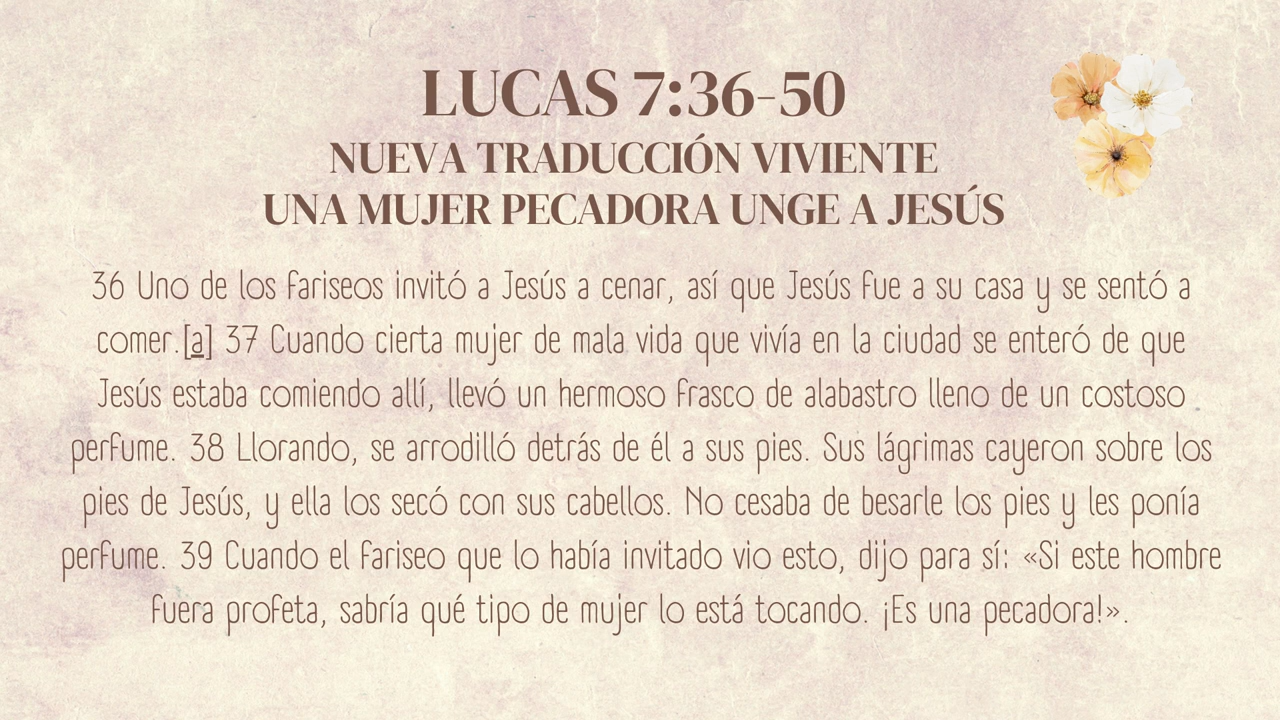 LUCAS 7:36-50
NUEVA TRADUCCIÓN VIVIENTE
UNA MUJER PECADORA UNGE A JESÚS
36 Uno de los fariseos invitó a Jesús a cenar, así que Jesús fue a su casa y se sentó a
comer.[a] 37 Cuando cierta mujer de mala vida que vivía en la ciudad se enteró de que
Jesús estaba comiendo allí, llevó un hermoso frasco de alabastro lleno de un costoso
perfume. 38 Llorando, se arrodilló detrás de él a sus pies. Sus lágrimas cayeron sobre los
pies de Jesús, y ella los secó con sus cabellos. No cesaba de besarle los pies y les ponía
perfume. 39 Cuando el fariseo que lo había invitado vio esto, dijo para sí: «Si este hombre
fuera profeta, sabría qué tipo de mujer lo está tocando. ¡Es una pecadora!».